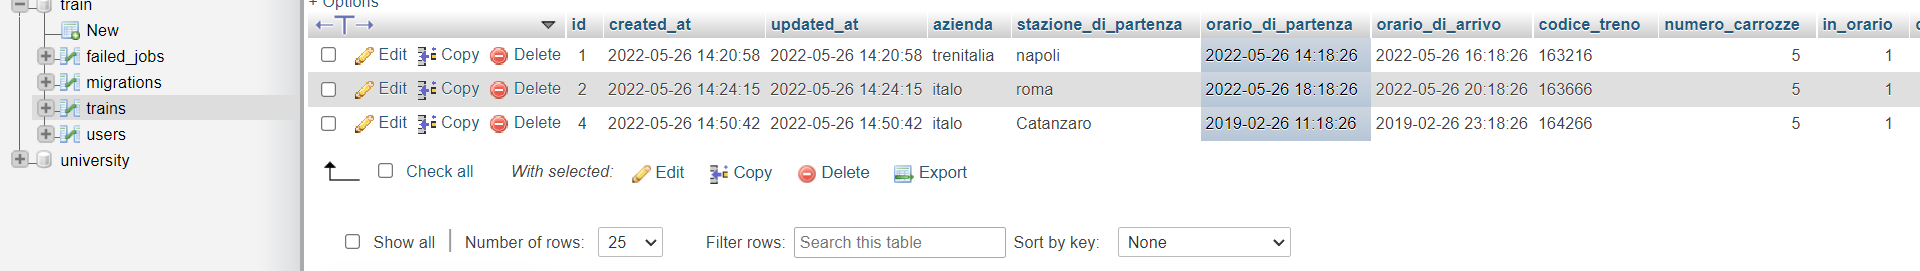 train
New
failed_jobs
migrations
trains
users
university
+ Options
id created_at updated_at azienda stazione_di_partenza orario_di_partenza orario_di_arrivo codice_treno numero_carrozze in_orario
Edit Copy Delete 1 2022-05-26 14:20:58 2022-05-26 14:20:58 trenitalia napoli 2022-05-26 14:18:26 2022-05-26 16:18:26 163216 5 1
Edit Copy Delete 2 2022-05-26 14:24:15 2022-05-26 14:24:15 italo roma 2022-05-26 18:18:26 2022-05-26 20:18:26 163666 5 1
Edit Copy Delete 4 2022-05-26 14:50:42 2022-05-26 14:50:42 italo Catanzaro 2019-02-26 11:18:26 2019-02-26 23:18:26 164266 5 1
Check all With selected: Edit Copy Delete Export
Show all Number of rows: 25 Filter rows: Search this table Sort by key: None